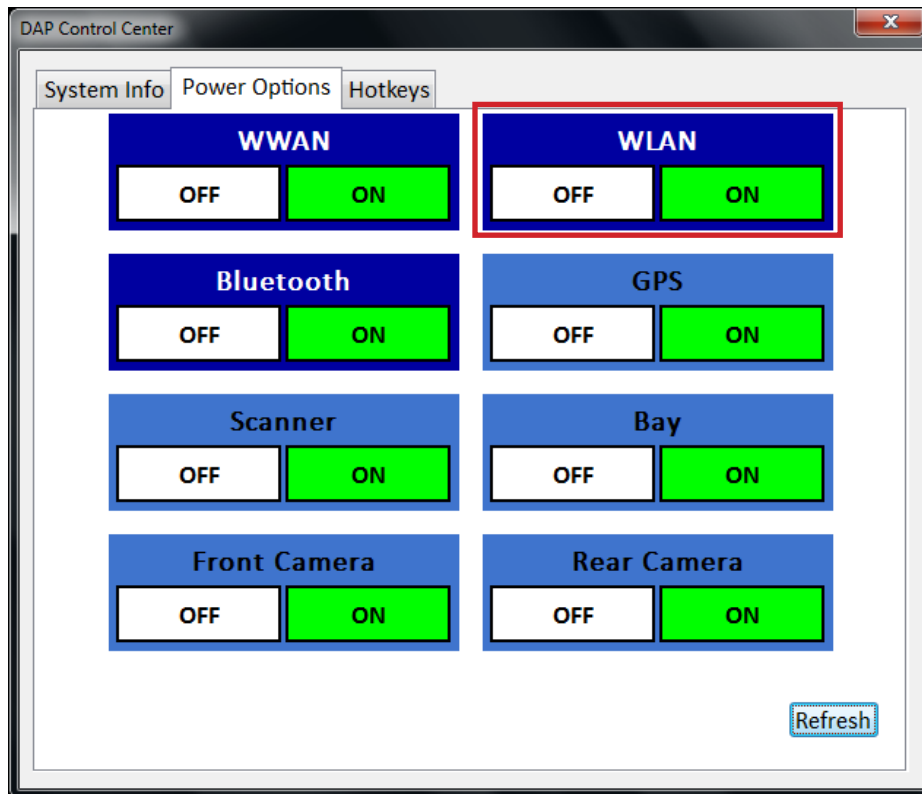 DAP Control Center
System Info Power Options Hotkeys
WWAN WLAN
OFF ON OFF ON
Bluetooth GPS
OFF ON OFF ON
Scanner Bay
OFF ON OFF ON
Front Camera Rear Camera
OFF ON OFF ON
Refresh